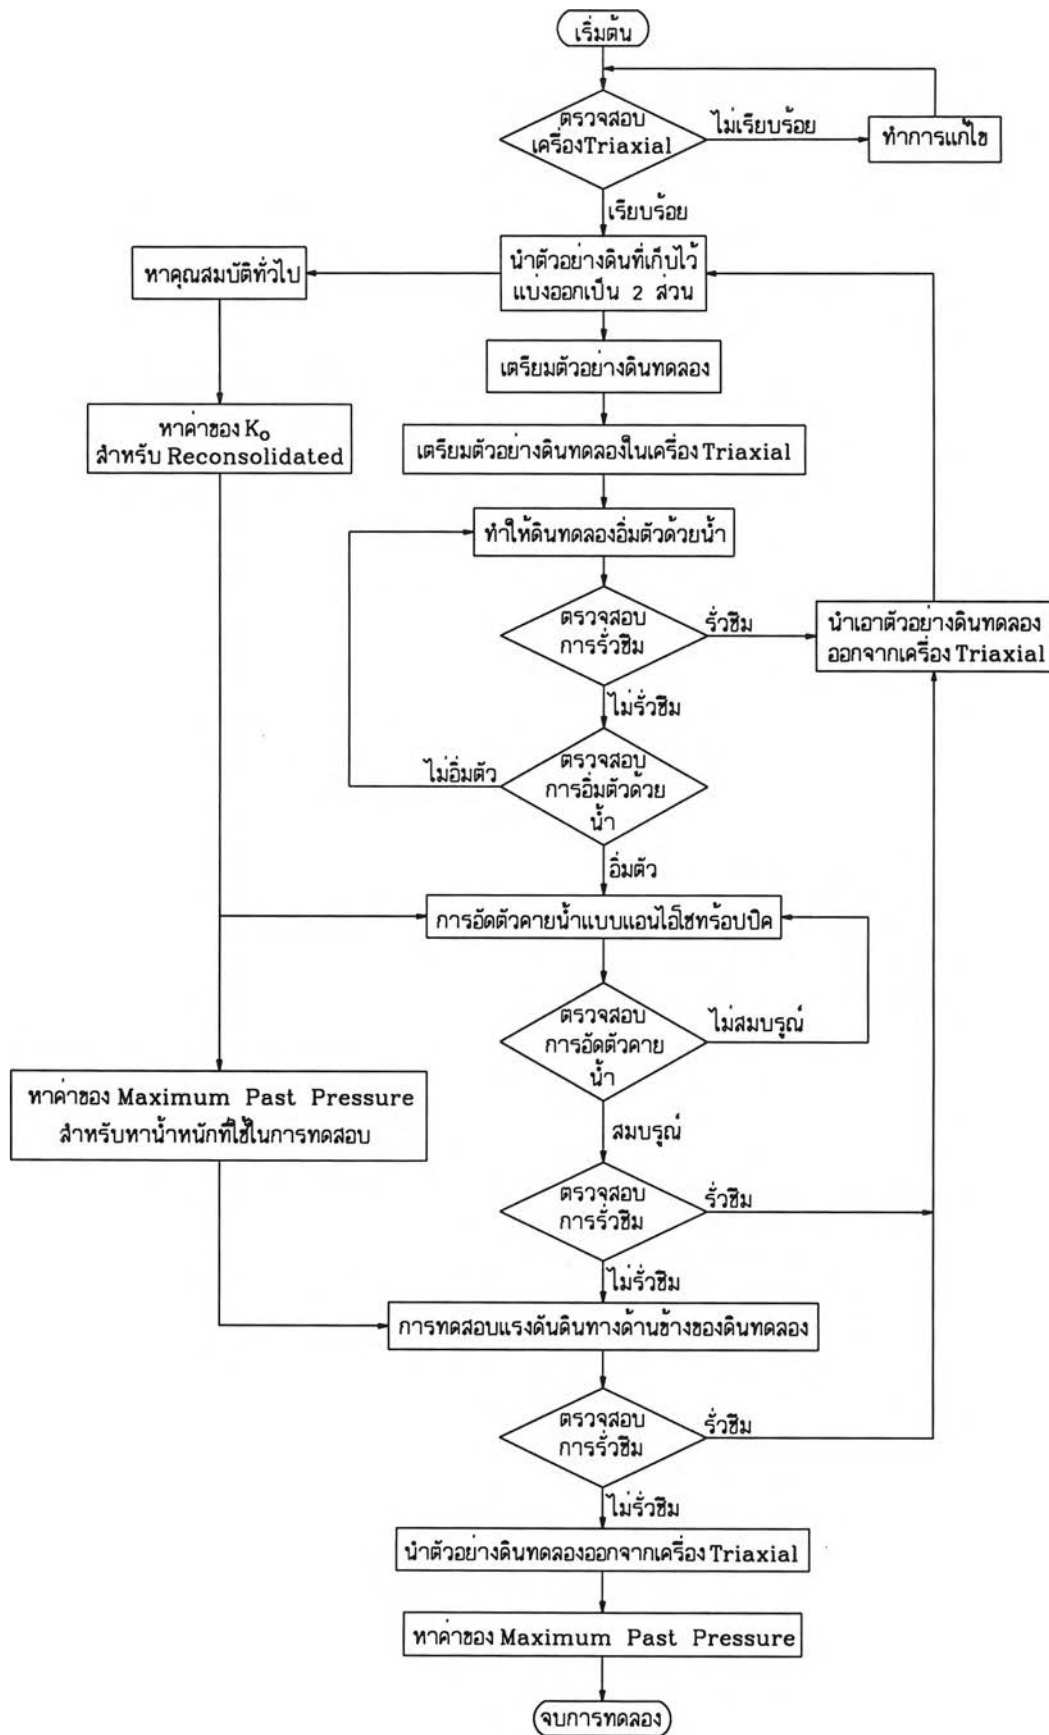 เริ่มต้น
ตรวจสอบ
เครื่องTriaxial
ไม่เรียบร้อย
ทำการแก้ไข
เรียบร้อย
นำตัวอย่างดินที่เก็บไว้
แบ่งออกเป็น 2 ส่วน
หาคุณสมบัติทั่วไป
เตรียมตัวอย่างดินทดลอง
หาค่าของ K₀
สำหรับ Reconsolidated
เตรียมตัวอย่างดินทดลองในเครื่อง Triaxial
ทำให้ดินทดลองอิ่มตัวด้วยน้ำ
ตรวจสอบ
การรั่วซึม
รั่วซึม
นำเอาตัวอย่างดินทดลอง
ออกจากเครื่อง Triaxial
ไม่รั่วซึม
ตรวจสอบ
การอิ่มตัวด้วย
น้ำ
ไม่อิ่มตัว
อิ่มตัว
การอัดตัวคายน้ำแบบแอนไอโซทร้อปปิค
ตรวจสอบ
การอัดตัวคาย
น้ำ
ไม่สมบรูณ์
สมบรูณ์
หาค่าของ Maximum Past Pressure
สำหรับหาน้ำหนักที่ใช้ในการทดสอบ
ตรวจสอบ
การรั่วซึม
รั่วซึม
ไม่รั่วซึม
การทดสอบแรงดันดินทางด้านข้างของดินทดลอง
ตรวจสอบ
การรั่วซึม
รั่วซึม
ไม่รั่วซึม
นำตัวอย่างดินทดลองออกจากเครื่อง Triaxial
หาค่าของ Maximum Past Pressure
จบการทดลอง